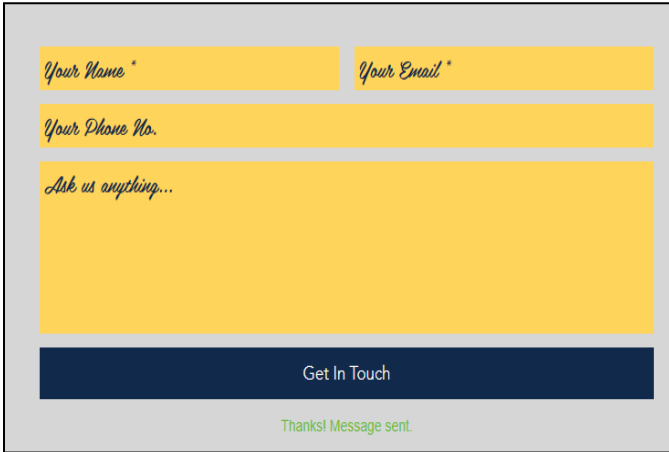 Your Name *
Your Email *
Your Phone No.
Ask us anything...
Get In Touch
Thanks! Message sent.